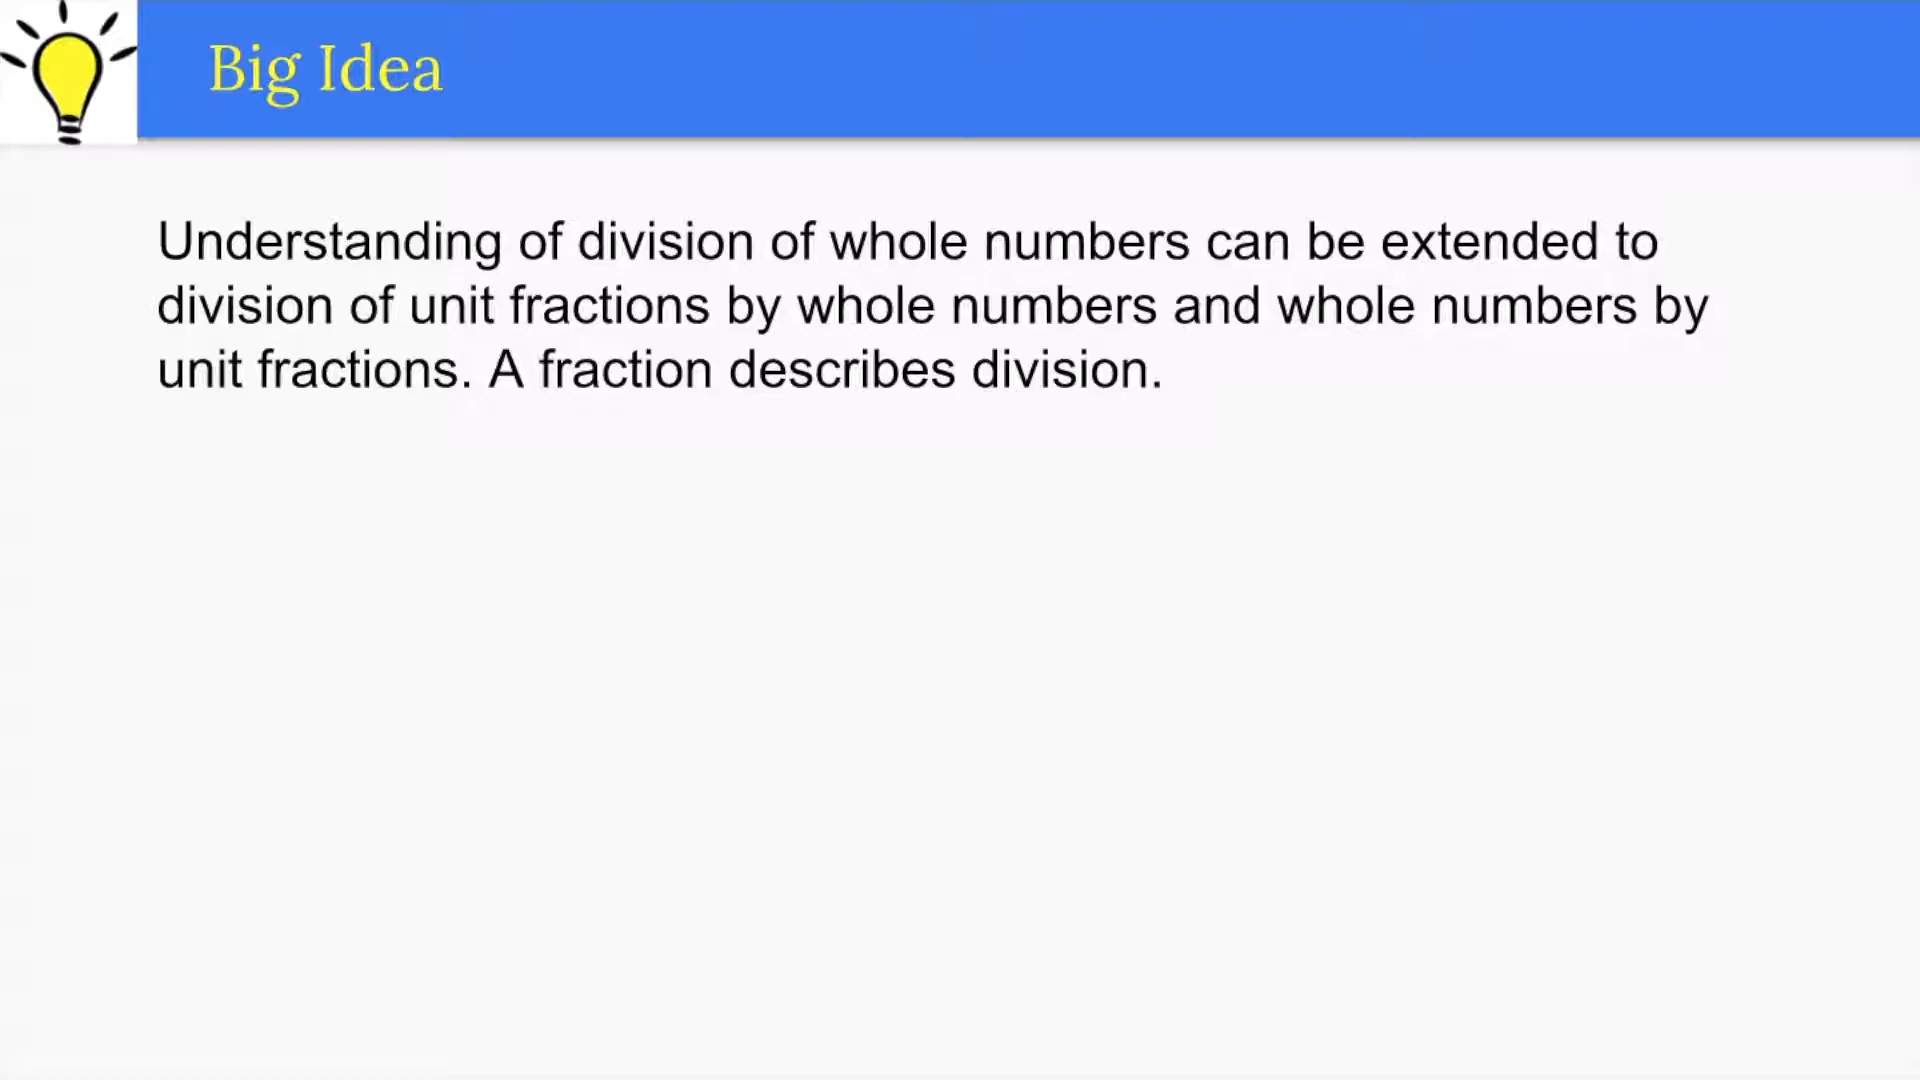 Big Idea
Understanding of division of whole numbers can be extended to
division of unit fractions by whole numbers and whole numbers by
unit fractions. A fraction describes division.